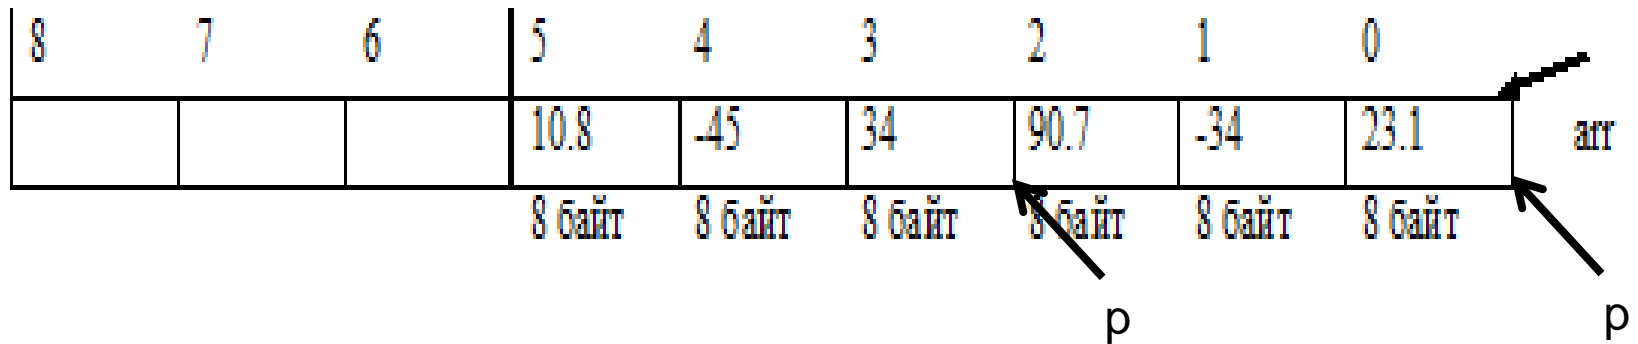 8 7 6 5 4 3 2 1 0
10.8 -45 34 90.7 -34 23.1 arr
8 байт 8 байт 8 байт 8 байт 8 байт 8 байт
p p